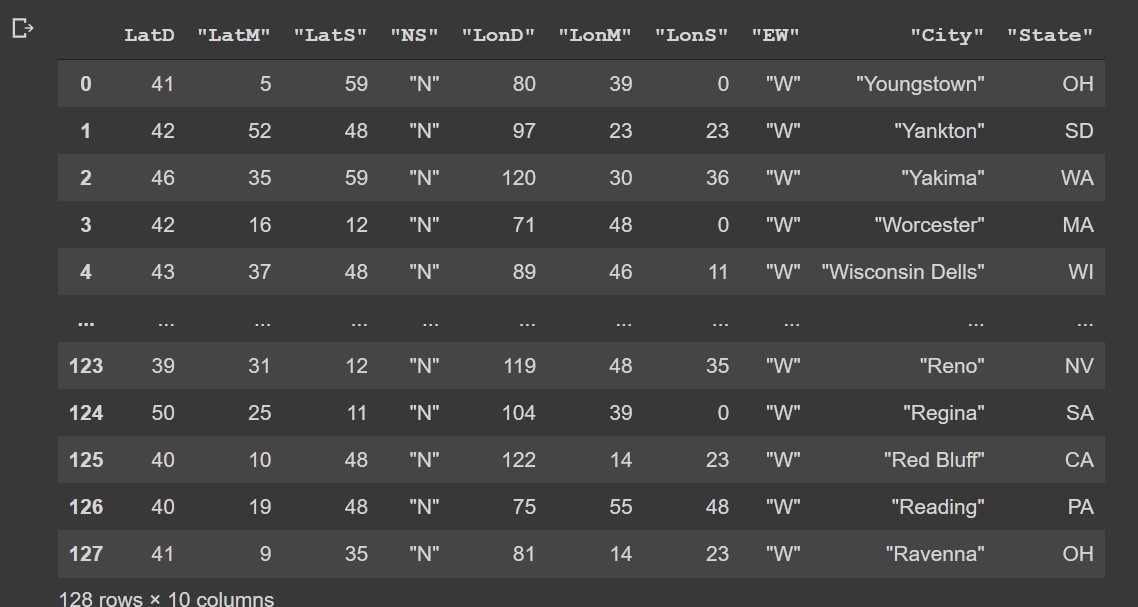 LatD "LatM" "LatS" "NS" "LonD" "LonM" "LonS" "EW" "City" "State"
0 41 5 59 "N" 80 39 0 "W" "Youngstown" OH
1 42 52 48 "N" 97 23 23 "W" "Yankton" SD
2 46 35 59 "N" 120 30 36 "W" "Yakima" WA
3 42 16 12 "N" 71 48 0 "W" "Worcester" MA
4 43 37 48 "N" 89 46 11 "W" "Wisconsin Dells" WI
... ... ... ... ... ... ... ... ... ... ...
123 39 31 12 "N" 119 48 35 "W" "Reno" NV
124 50 25 11 "N" 104 39 0 "W" "Regina" SA
125 40 10 48 "N" 122 14 23 "W" "Red Bluff" CA
126 40 19 48 "N" 75 55 48 "W" "Reading" PA
127 41 9 35 "N" 81 14 23 "W" "Ravenna" OH
128 rows × 10 columns